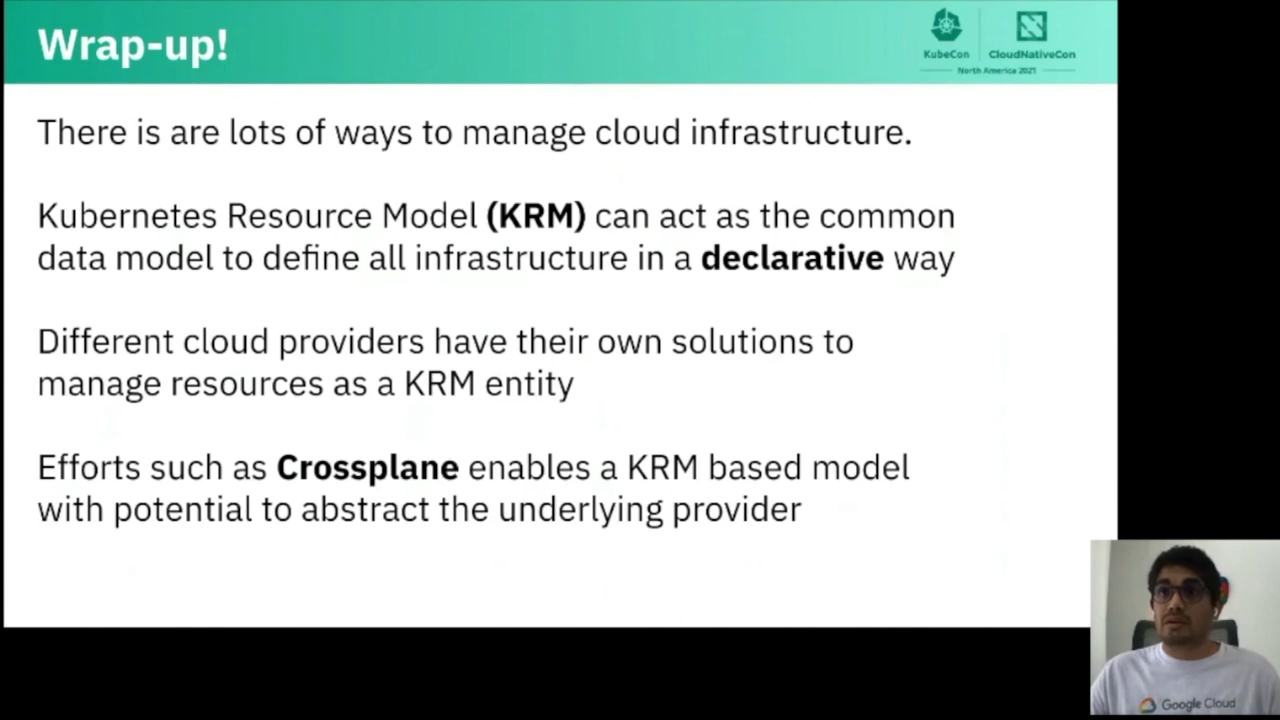 Wrap-up!
KubeCon
CloudNativeCon
North America 2021
There is are lots of ways to manage cloud infrastructure.
Kubernetes Resource Model (KRM) can act as the common
data model to define all infrastructure in a declarative way
Different cloud providers have their own solutions to
manage resources as a KRM entity
Efforts such as Crossplane enables a KRM based model
with potential to abstract the underlying provider
Google Cloud